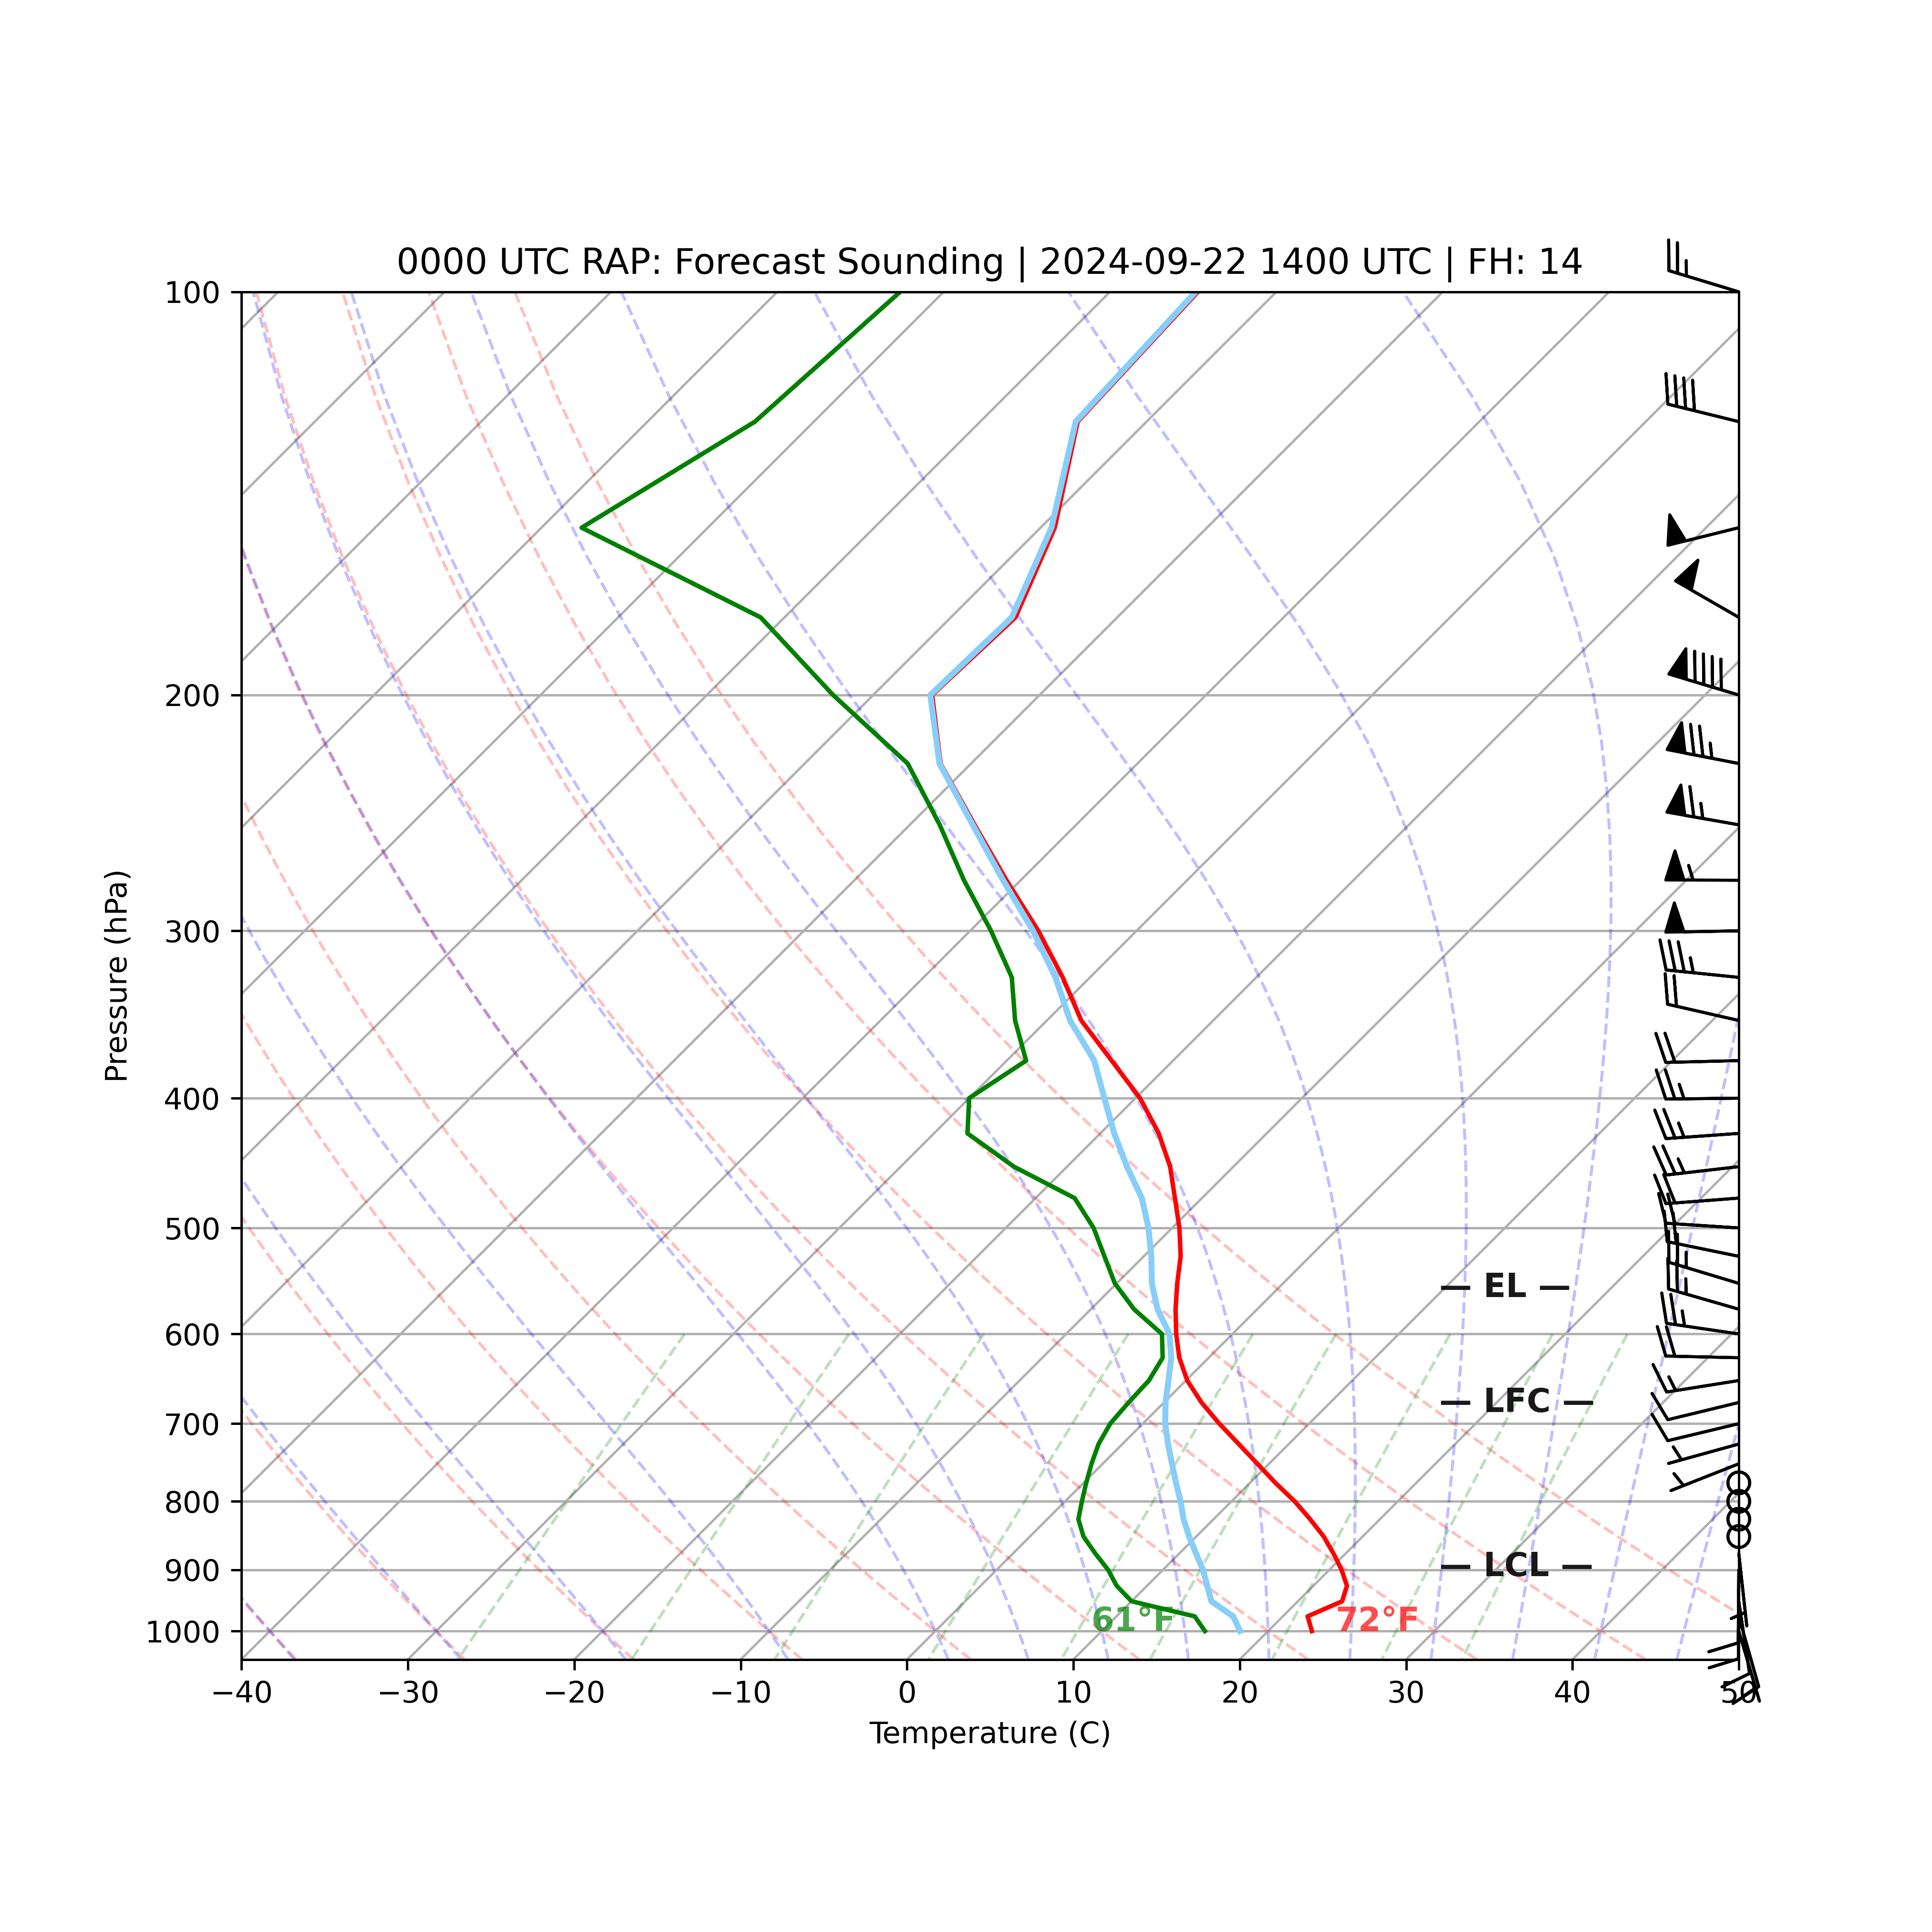 0000 UTC RAP: Forecast Sounding | 2024-09-22 1400 UTC | FH: 14
100
200
300
400
500
600
700
800
900
1000
Pressure (hPa)
— EL —
— LFC —
— LCL —
61°F
72°F
−40 −30 −20 −10 0 10 20 30 40 50
Temperature (C)